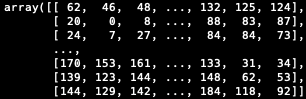 array([[ 62,  46,  48, ..., 132, 125, 124],
       [ 20,   0,   8, ...,  88,  83,  87],
       [ 24,   7,  27, ...,  84,  84,  73],
       ...,
       [170, 153, 161, ..., 133,  31,  34],
       [139, 123, 144, ..., 148,  62,  53],
       [144, 129, 142, ..., 184, 118,  92]])